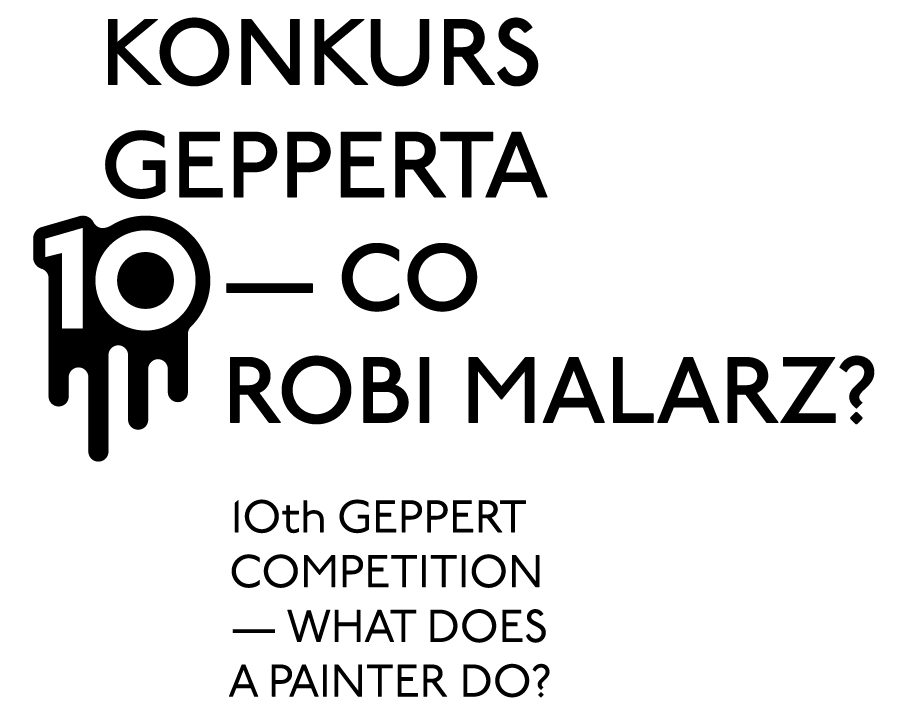 KONKURS
GEPPERTA
10 — CO
ROBI MALARZ?
10th GEPPERT
COMPETITION
— WHAT DOES
A PAINTER DO?